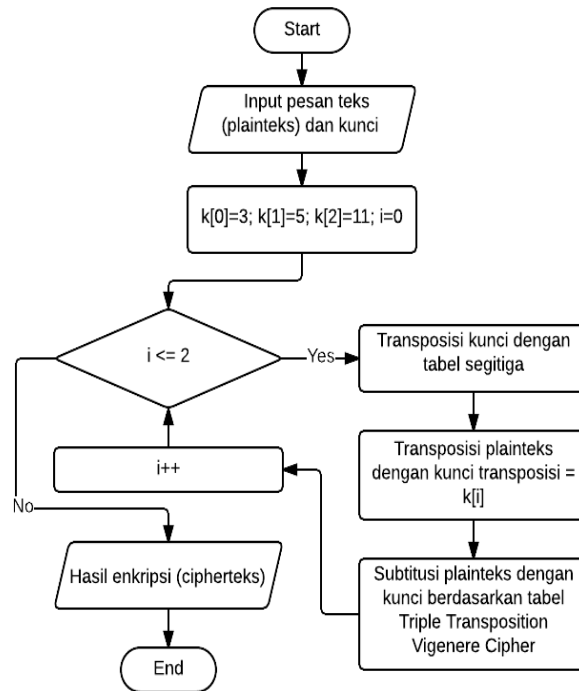 Start
Input pesan teks
(plainteks) dan kunci
k[0]=3; k[1]=5; k[2]=11; i=0
i <= 2
Yes
Transposisi kunci dengan
tabel segitiga
Transposisi plainteks
dengan kunci transposisi =
k[i]
Subtitusi plainteks dengan
kunci berdasarkan tabel
Triple Transposition
Vigenere Cipher
i++
No
Hasil enkripsi (cipherteks)
End